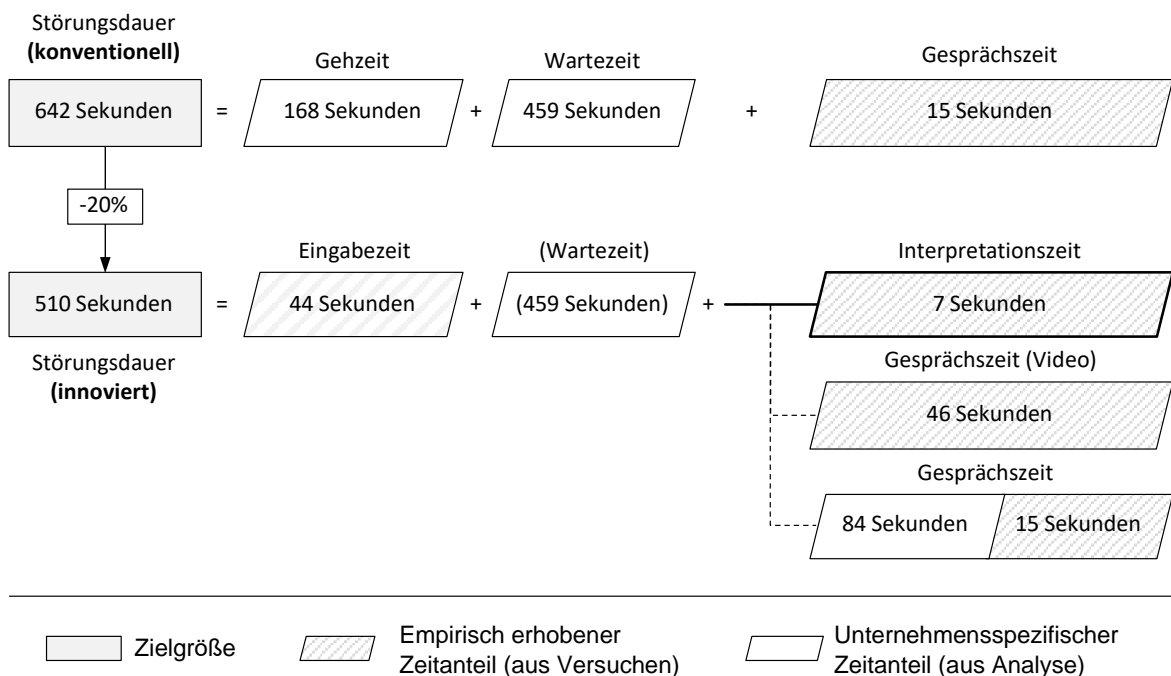 Störungsdauer
(konventionell)
Gehzeit
Wartezeit
Gesprächszeit
642 Sekunden
=
168 Sekunden
+
459 Sekunden
+
15 Sekunden
-20%
Eingabezeit
(Wartezeit)
Interpretationszeit
510 Sekunden
=
44 Sekunden
+
(459 Sekunden)
+
7 Sekunden
Störungsdauer
(innoviert)
Gesprächszeit (Video)
46 Sekunden
Gesprächszeit
84 Sekunden
15 Sekunden
Zielgröße
Empirisch erhobener
Zeitanteil (aus Versuchen)
Unternehmensspezifischer
Zeitanteil (aus Analyse)